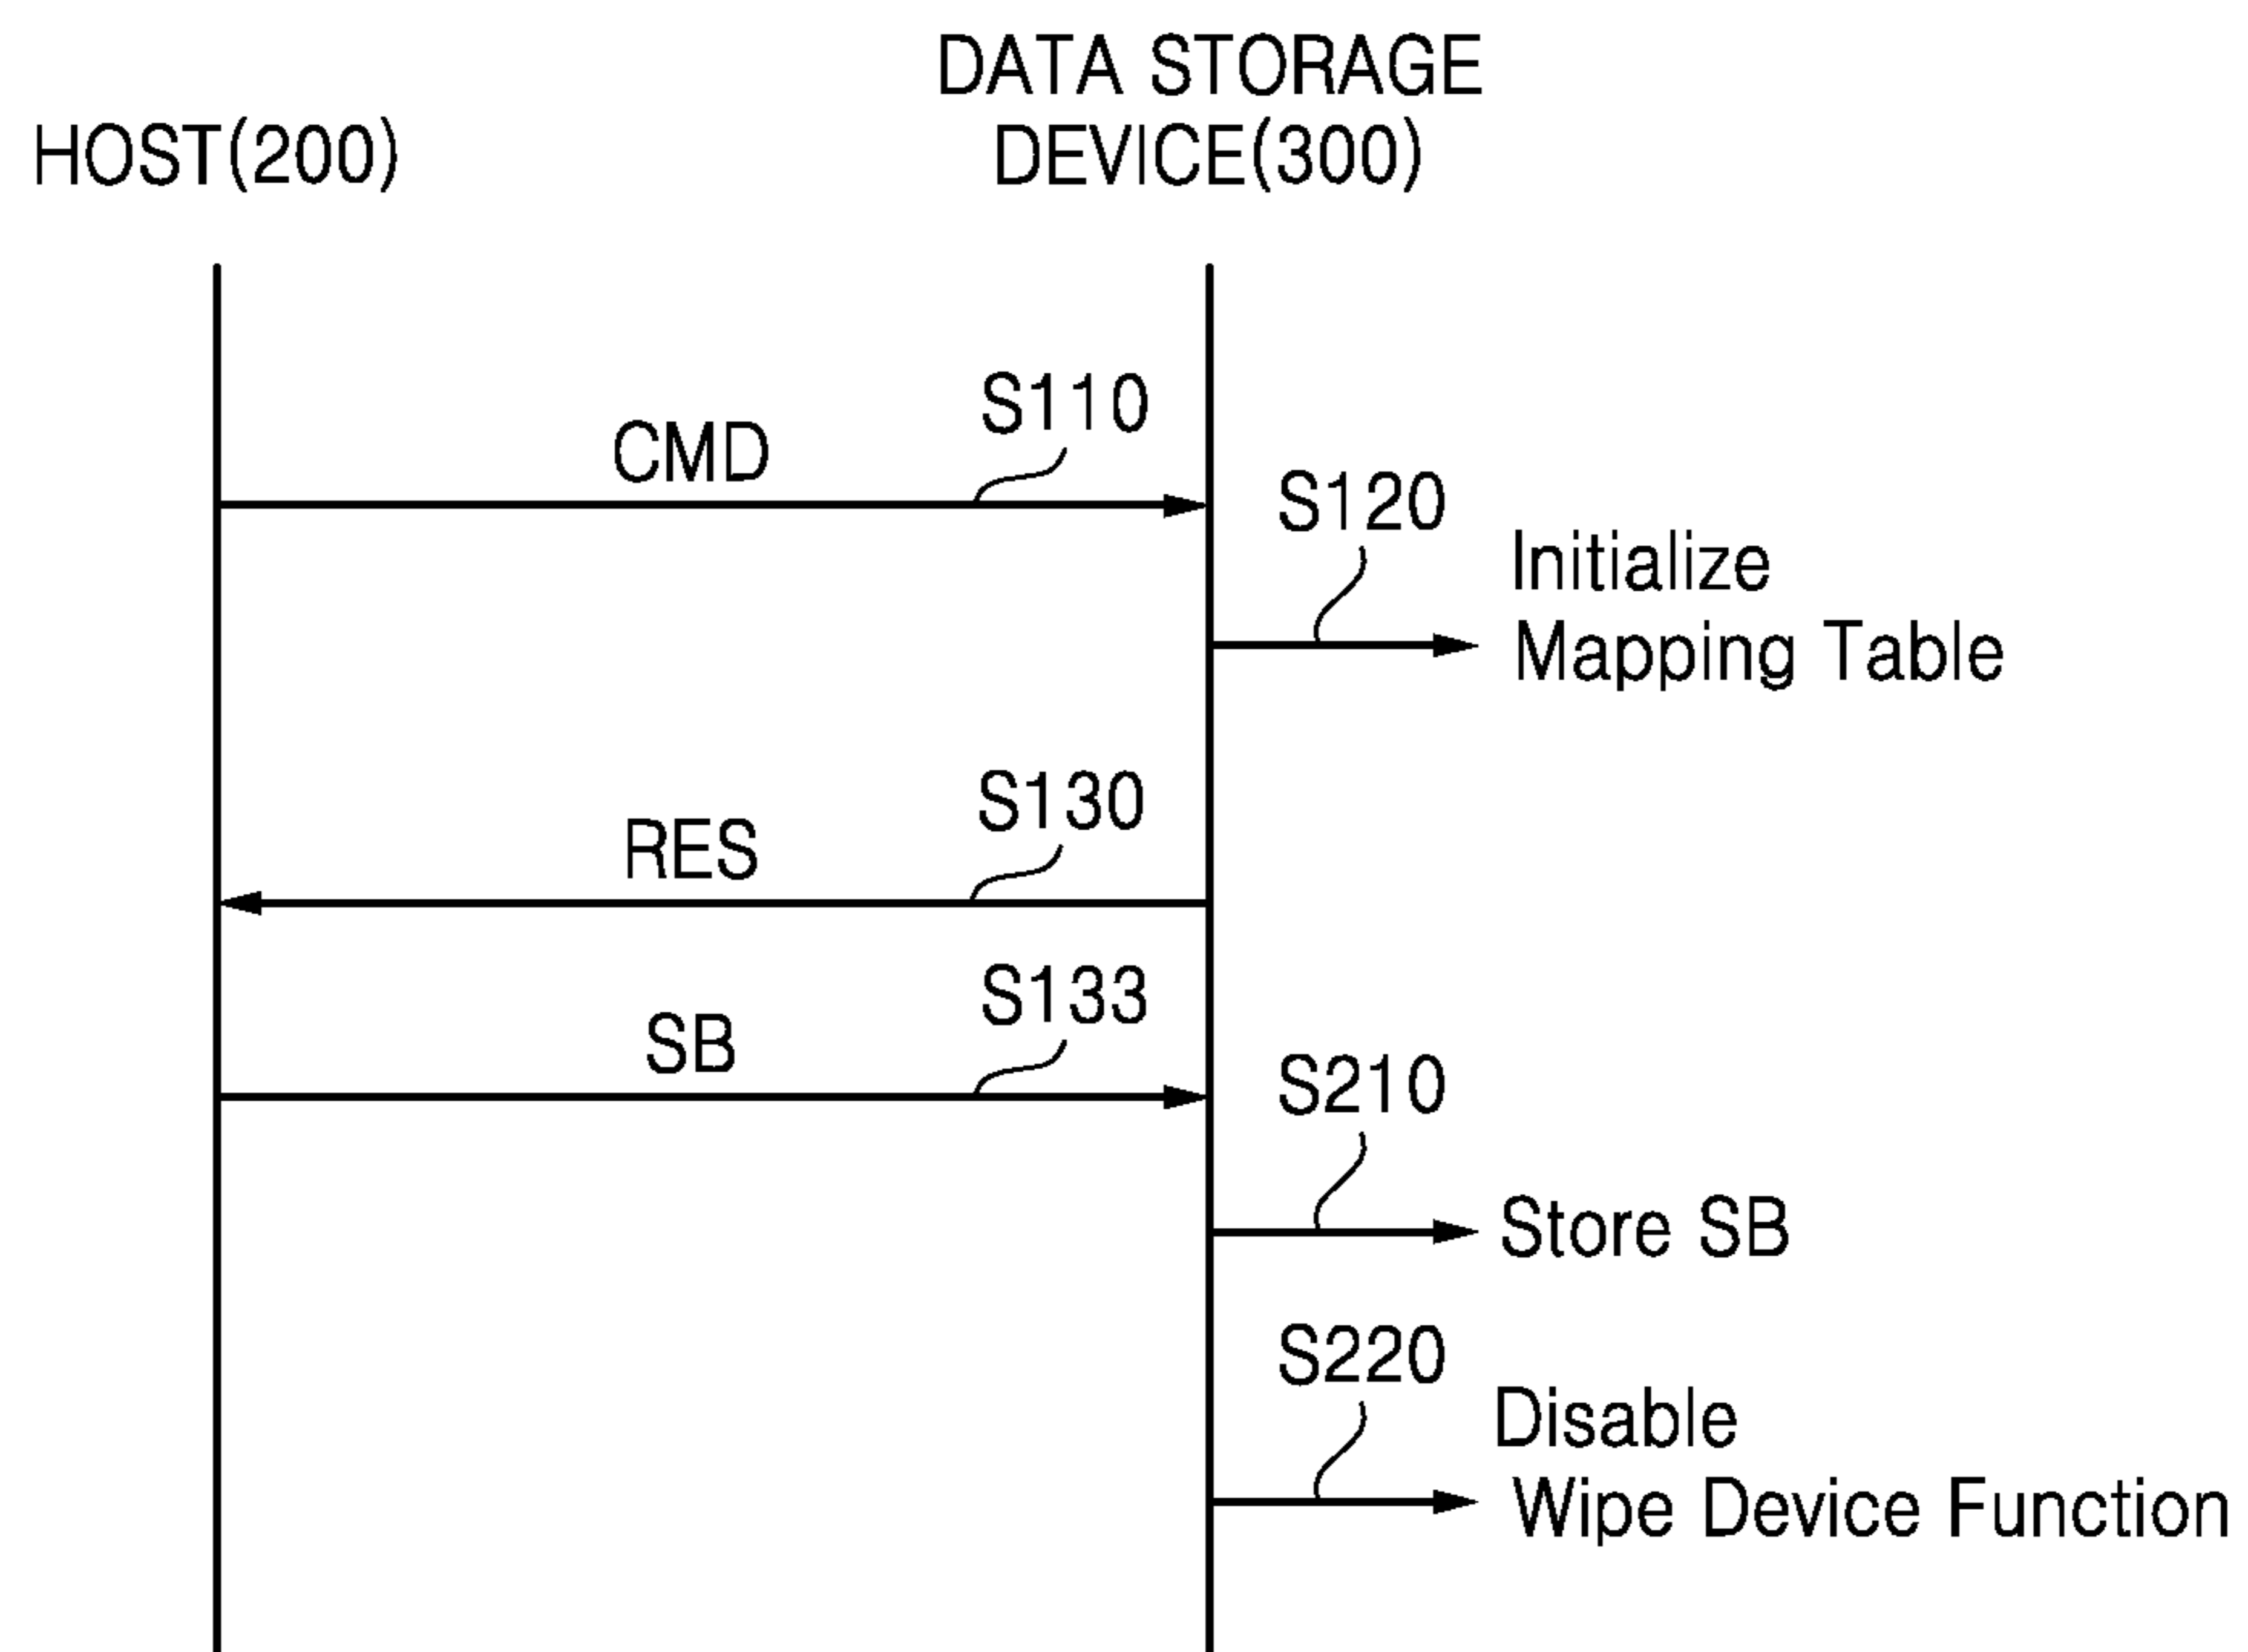 DATA STORAGE
HOST(200)
DEVICE(300)
S110
CMD
S120
Initialize
Mapping Table
S130
RES
S133
SB
S210
Store SB
S220
Disable
Wipe Device Function